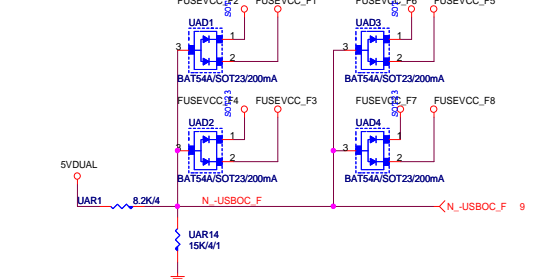 FUSEVCC_F2 FUSEVCC_F1 FUSEVCC_F6 FUSEVCC_F5
UAD1 UAD3
1 1
3 3
2 2
BAT54A/SOT23/200mA BAT54A/SOT23/200mA
SOT23 SOT23
FUSEVCC_F4 FUSEVCC_F3 FUSEVCC_F7 FUSEVCC_F8
UAD2 UAD4
1 1
3 3
2 2
BAT54A/SOT23/200mA BAT54A/SOT23/200mA
5VDUAL
UAR1 8.2K/4 N_-USBOC_F N_-USBOC_F 9
UAR14
15K/4/1